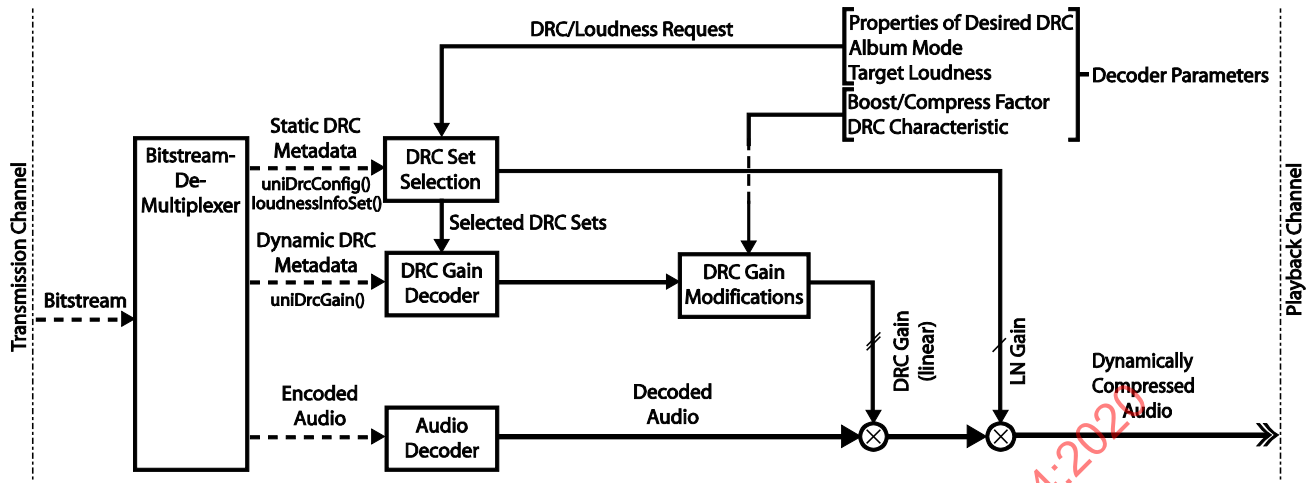 DRC/Loudness Request
Properties of Desired DRC
Album Mode
Target Loudness
Boost/Compress Factor
DRC Characteristic
Decoder Parameters
Transmission Channel
Bitstream
Bitstream-
De-
Multiplexer
Static DRC
Metadata
uniDrcConfig()
loudnessInfoSet()
DRC Set
Selection
Selected DRC Sets
Dynamic DRC
Metadata
uniDrcGain()
DRC Gain
Decoder
DRC Gain
Modifications
DRC Gain
(linear)
LN Gain
Encoded
Audio
Audio
Decoder
Decoded
Audio
Dynamically
Compressed
Audio
Playback Channel
4:2020